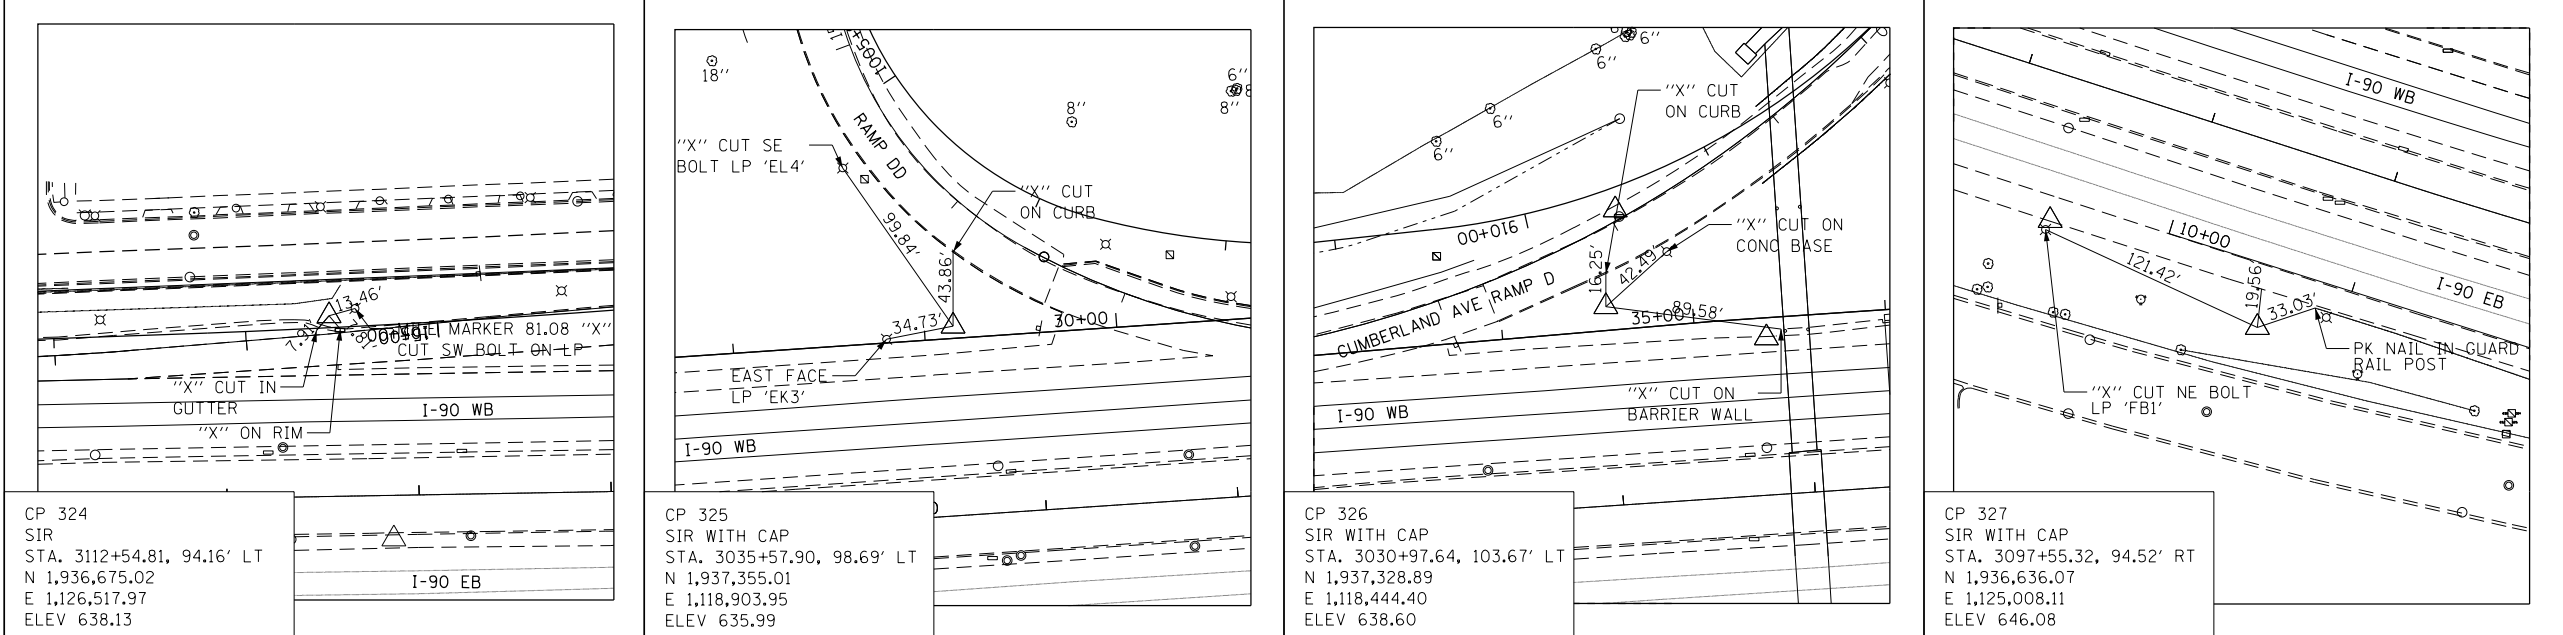 13.46'
7.91'
MILE MARKER 81.08 "X"
CUT SW BOLT ON LP
"X" CUT IN
GUTTER
I-90 WB
"X" ON RIM
I-90 EB
CP 324
SIR
STA. 3112+54.81, 94.16' LT
N 1,936,675.02
E 1,126,517.97
ELEV 638.13
18"
1005+
6"
8"
8"
RAMP DD
"X" CUT SE
BOLT LP 'EL4'
"X" CUT
ON CURB
99.84'
43.86'
34.73'
30+00
EAST FACE
LP 'EK3'
I-90 WB
CP 325
SIR WITH CAP
STA. 3035+57.90, 98.69' LT
N 1,937,355.01
E 1,118,903.95
ELEV 635.99
6"
6"
6"
6"
"X" CUT
ON CURB
910+00
"X" CUT ON
CONC BASE
16.25'
42.49'
CUMBERLAND AVE RAMP D
89.58'
35+00
"X" CUT ON
BARRIER WALL
I-90 WB
CP 326
SIR WITH CAP
STA. 3030+97.64, 103.67' LT
N 1,937,328.89
E 1,118,444.40
ELEV 638.60
I-90 WB
110+00
121.42'
19.56'
33.03'
I-90 EB
PK NAIL IN GUARD
RAIL POST
"X" CUT NE BOLT
LP 'FB1'
CP 327
SIR WITH CAP
STA. 3097+55.32, 94.52' RT
N 1,936,636.07
E 1,125,008.11
ELEV 646.08